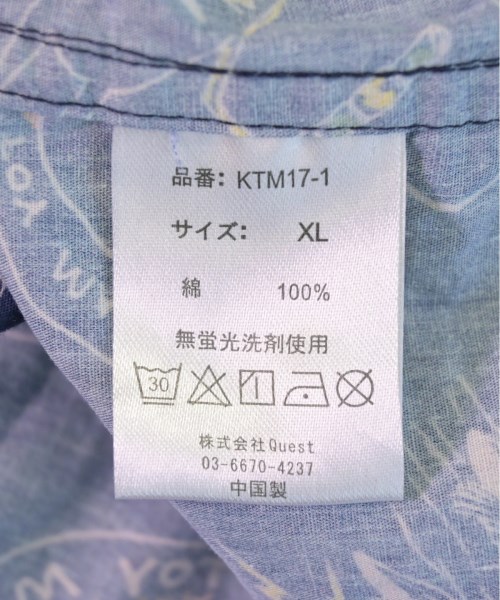 品番: KTM17-1
サイズ: XL
綿 100%
無蛍光洗剤使用
30
株式会社Quest
03-6670-4237
中国製